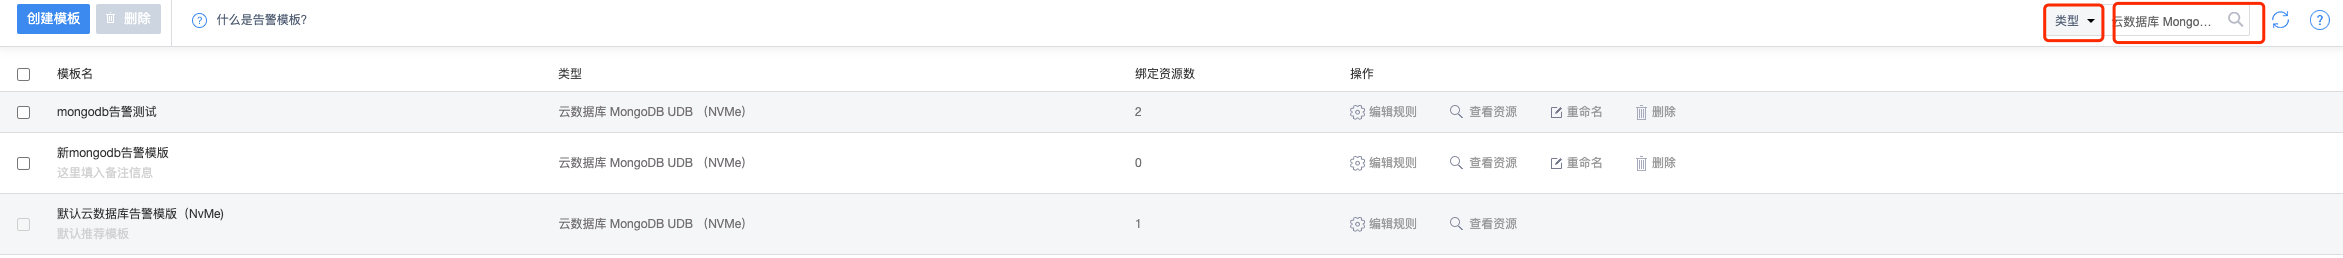 创建模板 删除 什么是告警模板? 类型 云数据库 Mongo...
模板名 类型 绑定资源数 操作
mongodb告警测试 云数据库 MongoDB UDB （NVMe） 2 编辑规则 查看资源 重命名 删除
新mongodb告警模版 云数据库 MongoDB UDB （NVMe） 0 编辑规则 查看资源 重命名 删除
这里填入备注信息
默认云数据库告警模版（NvMe) 云数据库 MongoDB UDB （NVMe） 1 编辑规则 查看资源
默认推荐模板